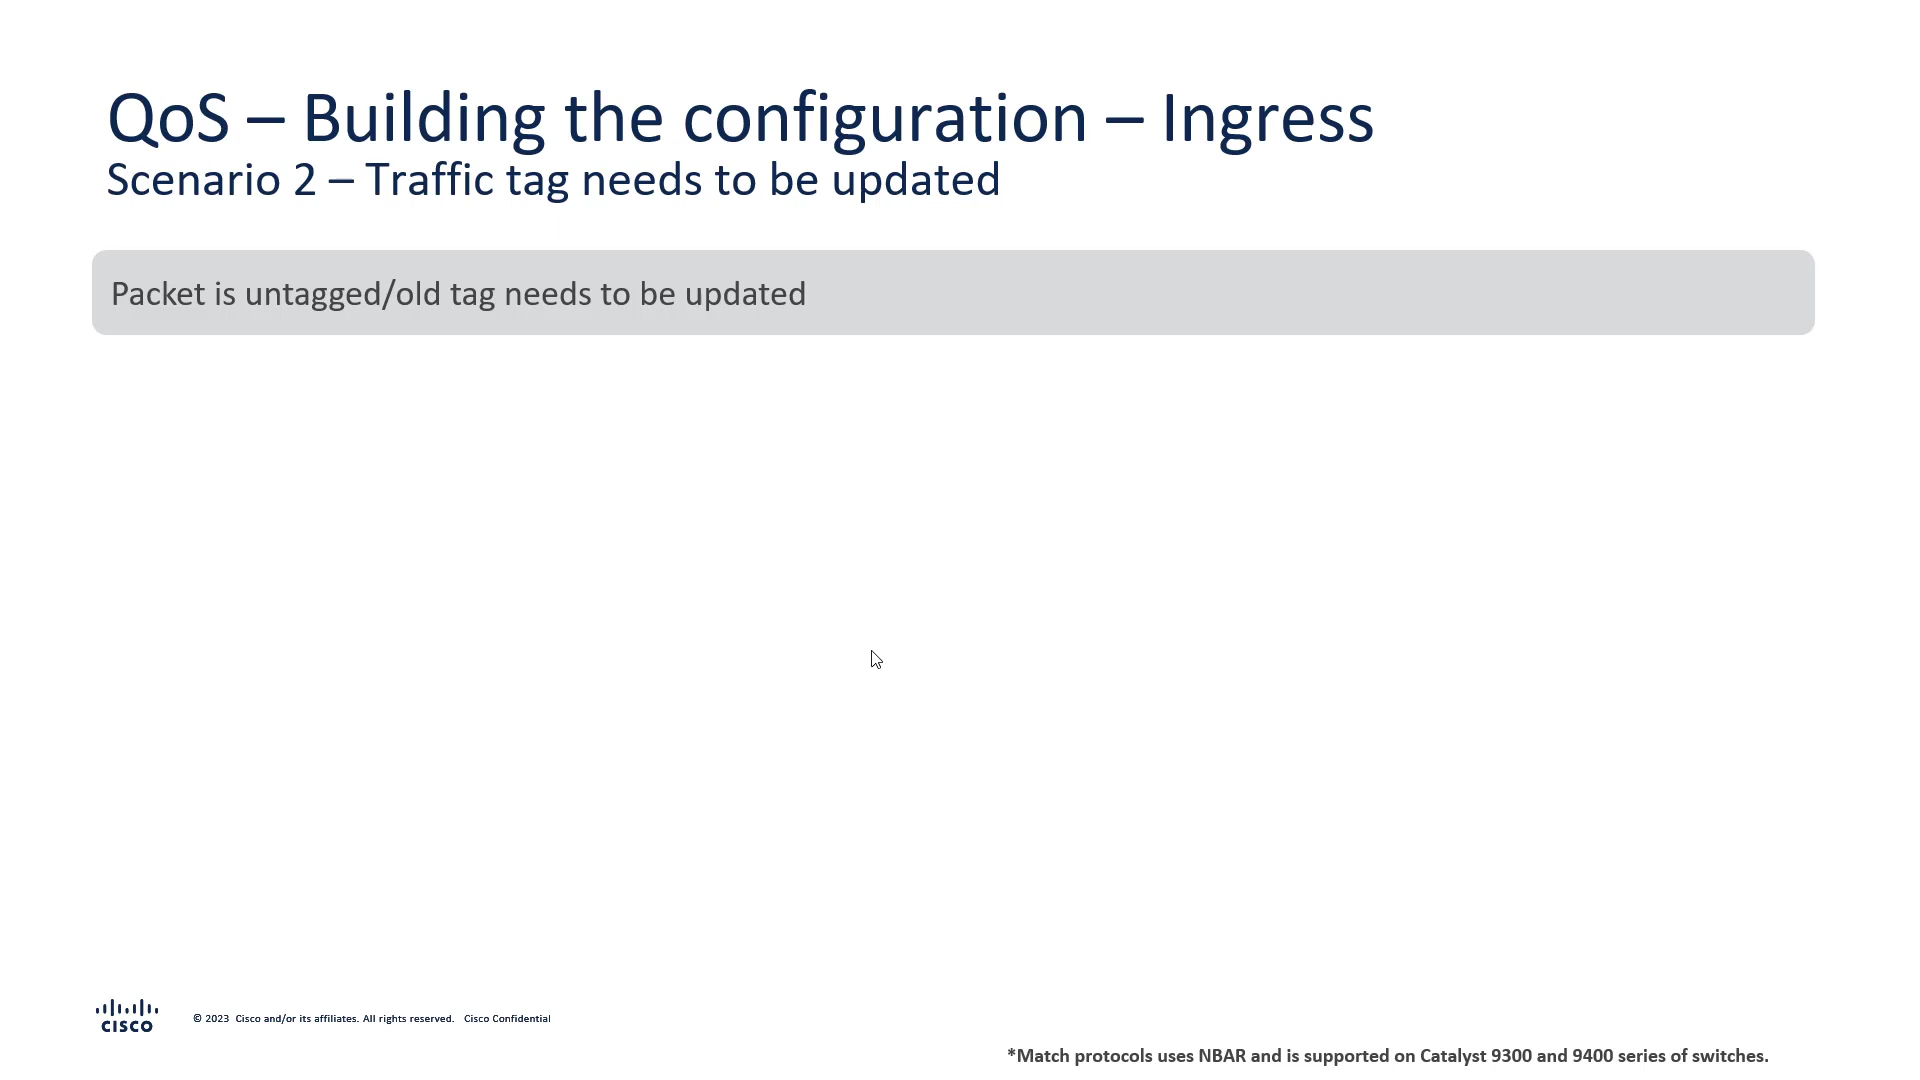 QoS – Building the configuration – Ingress
Scenario 2 – Traffic tag needs to be updated
Packet is untagged/old tag needs to be updated
CISCO
© 2023 Cisco and/or its affiliates. All rights reserved. Cisco Confidential
*Match protocols uses NBAR and is supported on Catalyst 9300 and 9400 series of switches.